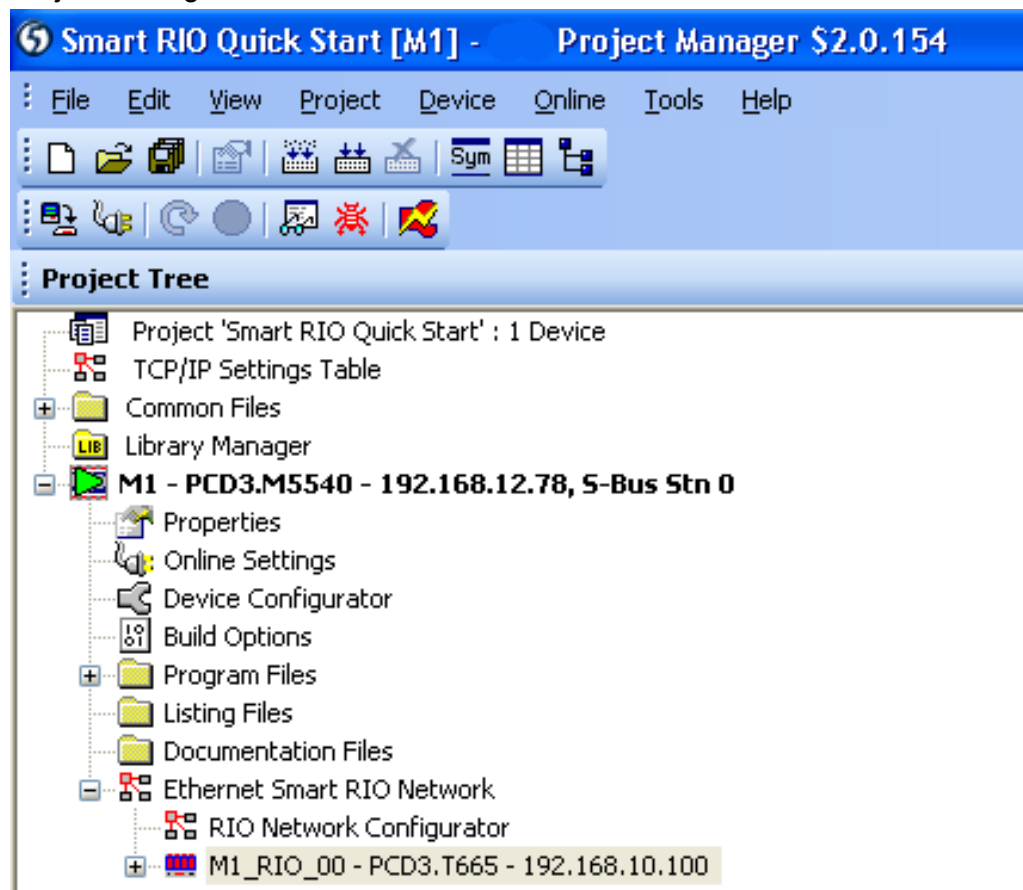 Smart RIO Quick Start [M1] - Project Manager $2.0.154
File Edit View Project Device Online Tools Help
Sym
Project Tree
Project 'Smart RIO Quick Start' : 1 Device
TCP/IP Settings Table
Common Files
LIB Library Manager
M1 - PCD3.M5540 - 192.168.12.78, S-Bus Stn 0
Properties
Online Settings
Device Configurator
Build Options
Program Files
Listing Files
Documentation Files
Ethernet Smart RIO Network
RIO Network Configurator
M1_RIO_00 - PCD3.T665 - 192.168.10.100